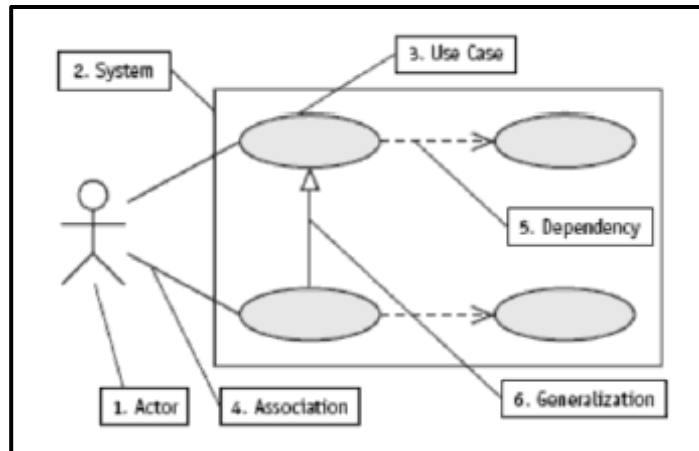 3. Use Case
2. System
5. Dependency
6. Generalization
1. Actor
4. Association